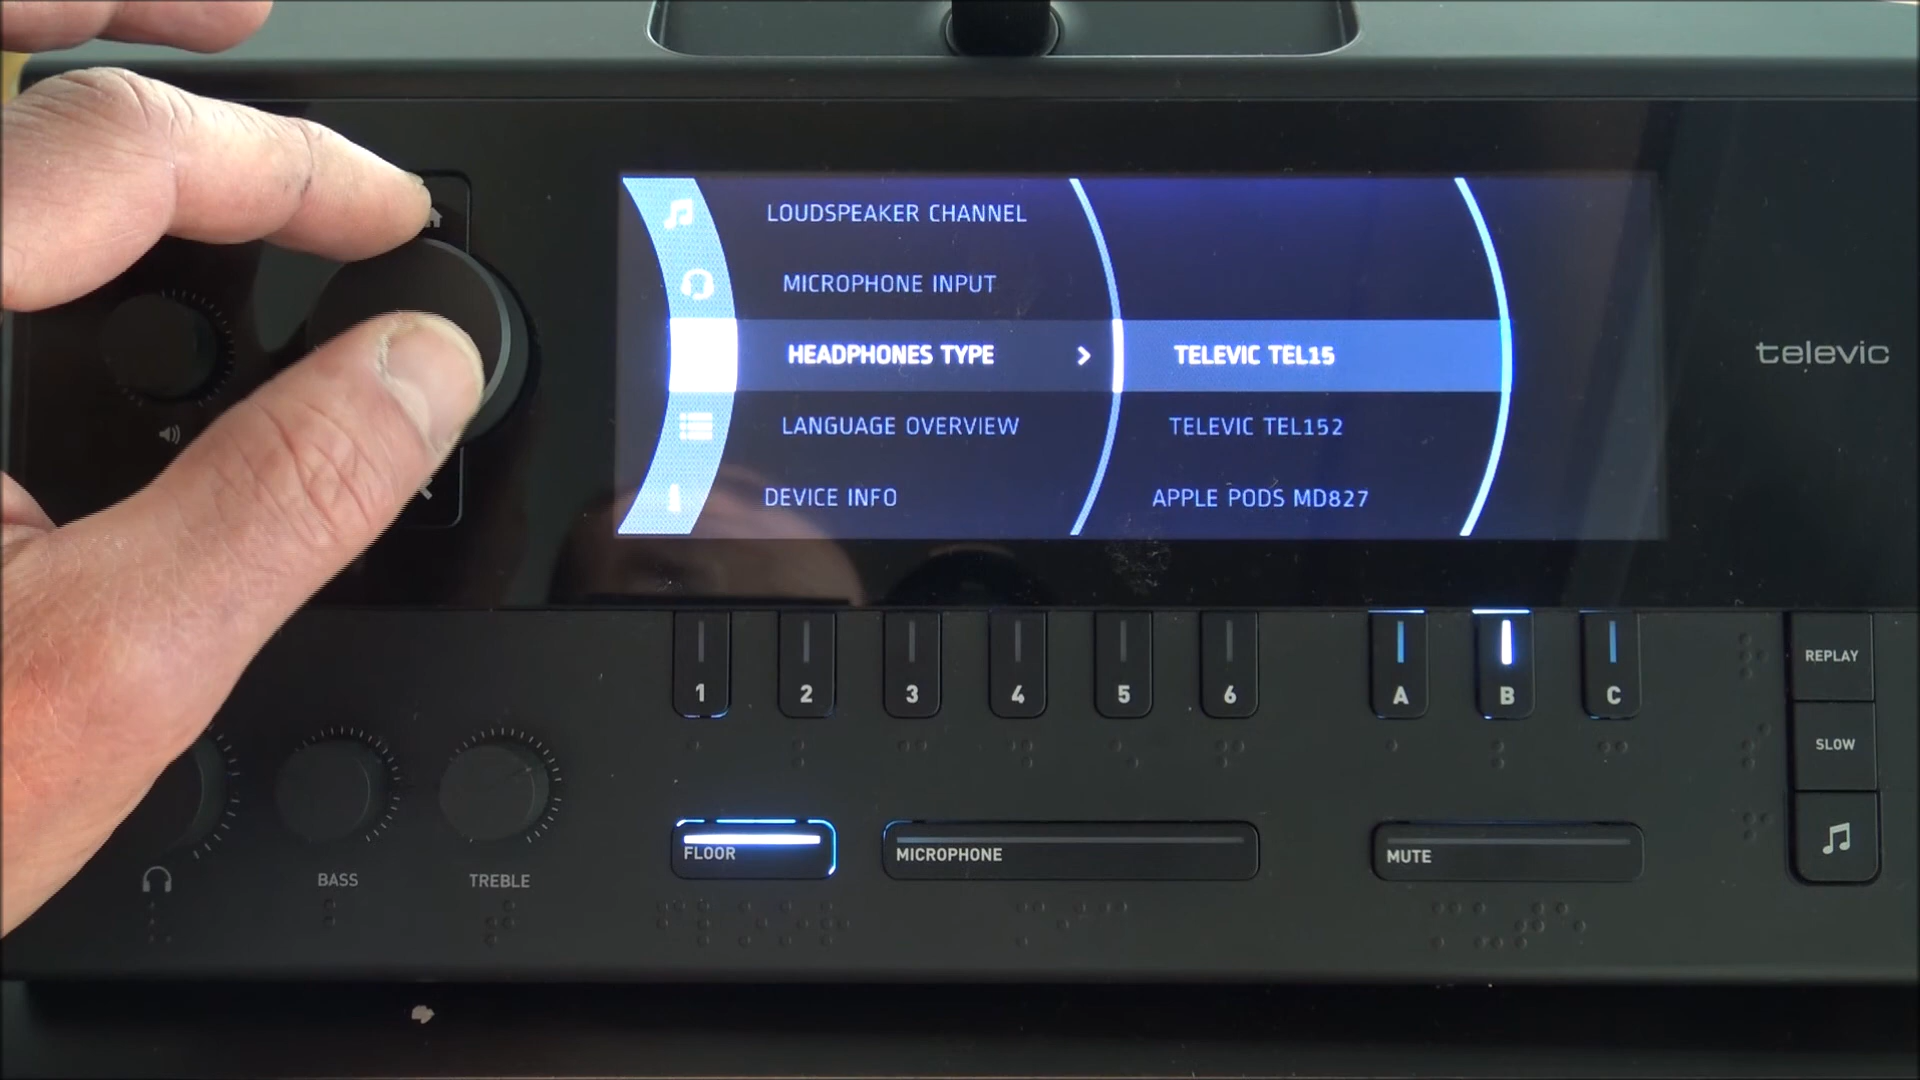 LOUDSPEAKER CHANNEL
MICROPHONE INPUT
HEADPHONES TYPE
LANGUAGE OVERVIEW
DEVICE INFO
TELEVIC TEL15
TELEVIC TEL152
APPLE PODS MD827
televic
1 2 3 4 5 6 A B C
REPLAY
SLOW
FLOOR MICROPHONE MUTE
BASS TREBLE